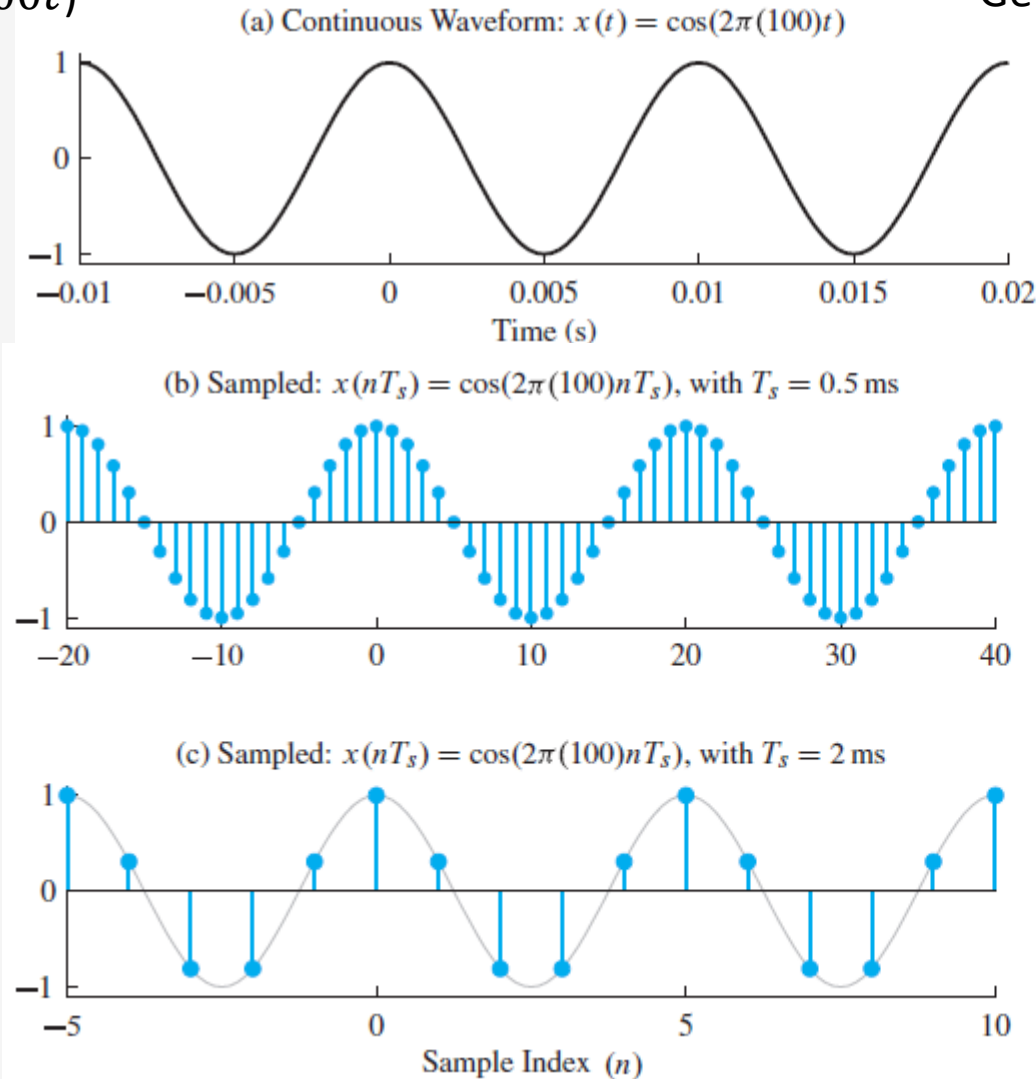 (a) Continuous Waveform: x(t) = cos(2π(100)t)
1
0
−1
−0.01 −0.005 0 0.005 0.01 0.015 0.02
Time (s)
(b) Sampled: x(nTₛ) = cos(2π(100)nTₛ), with Tₛ = 0.5 ms
1
0
−1
−20 −10 0 10 20 30 40
(c) Sampled: x(nTₛ) = cos(2π(100)nTₛ), with Tₛ = 2 ms
1
0
−1
−5 0 5 10
Sample Index (n)